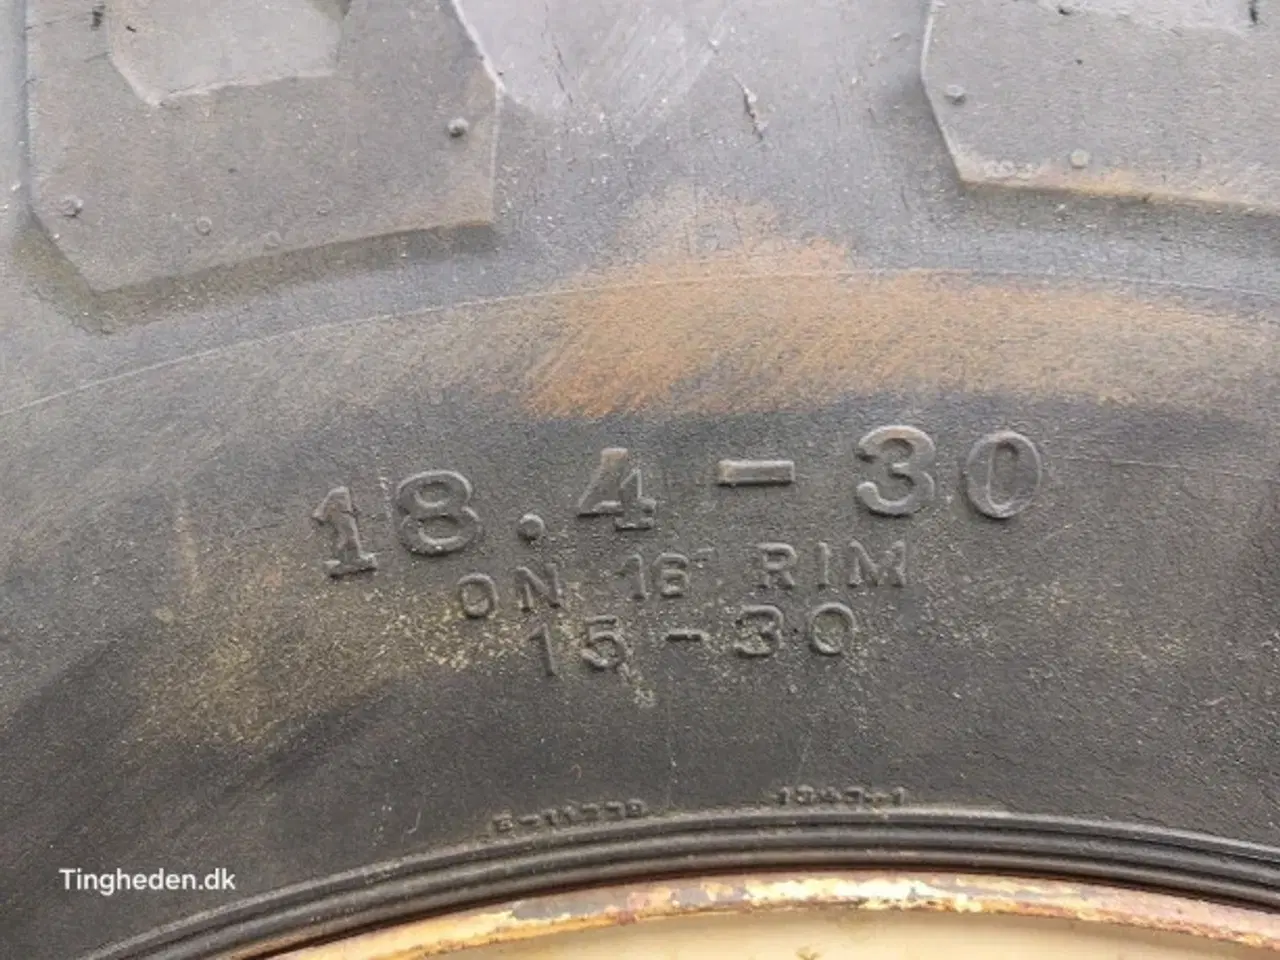 18.4-30
ON 16" RIM
15-30
Tingheden.dk